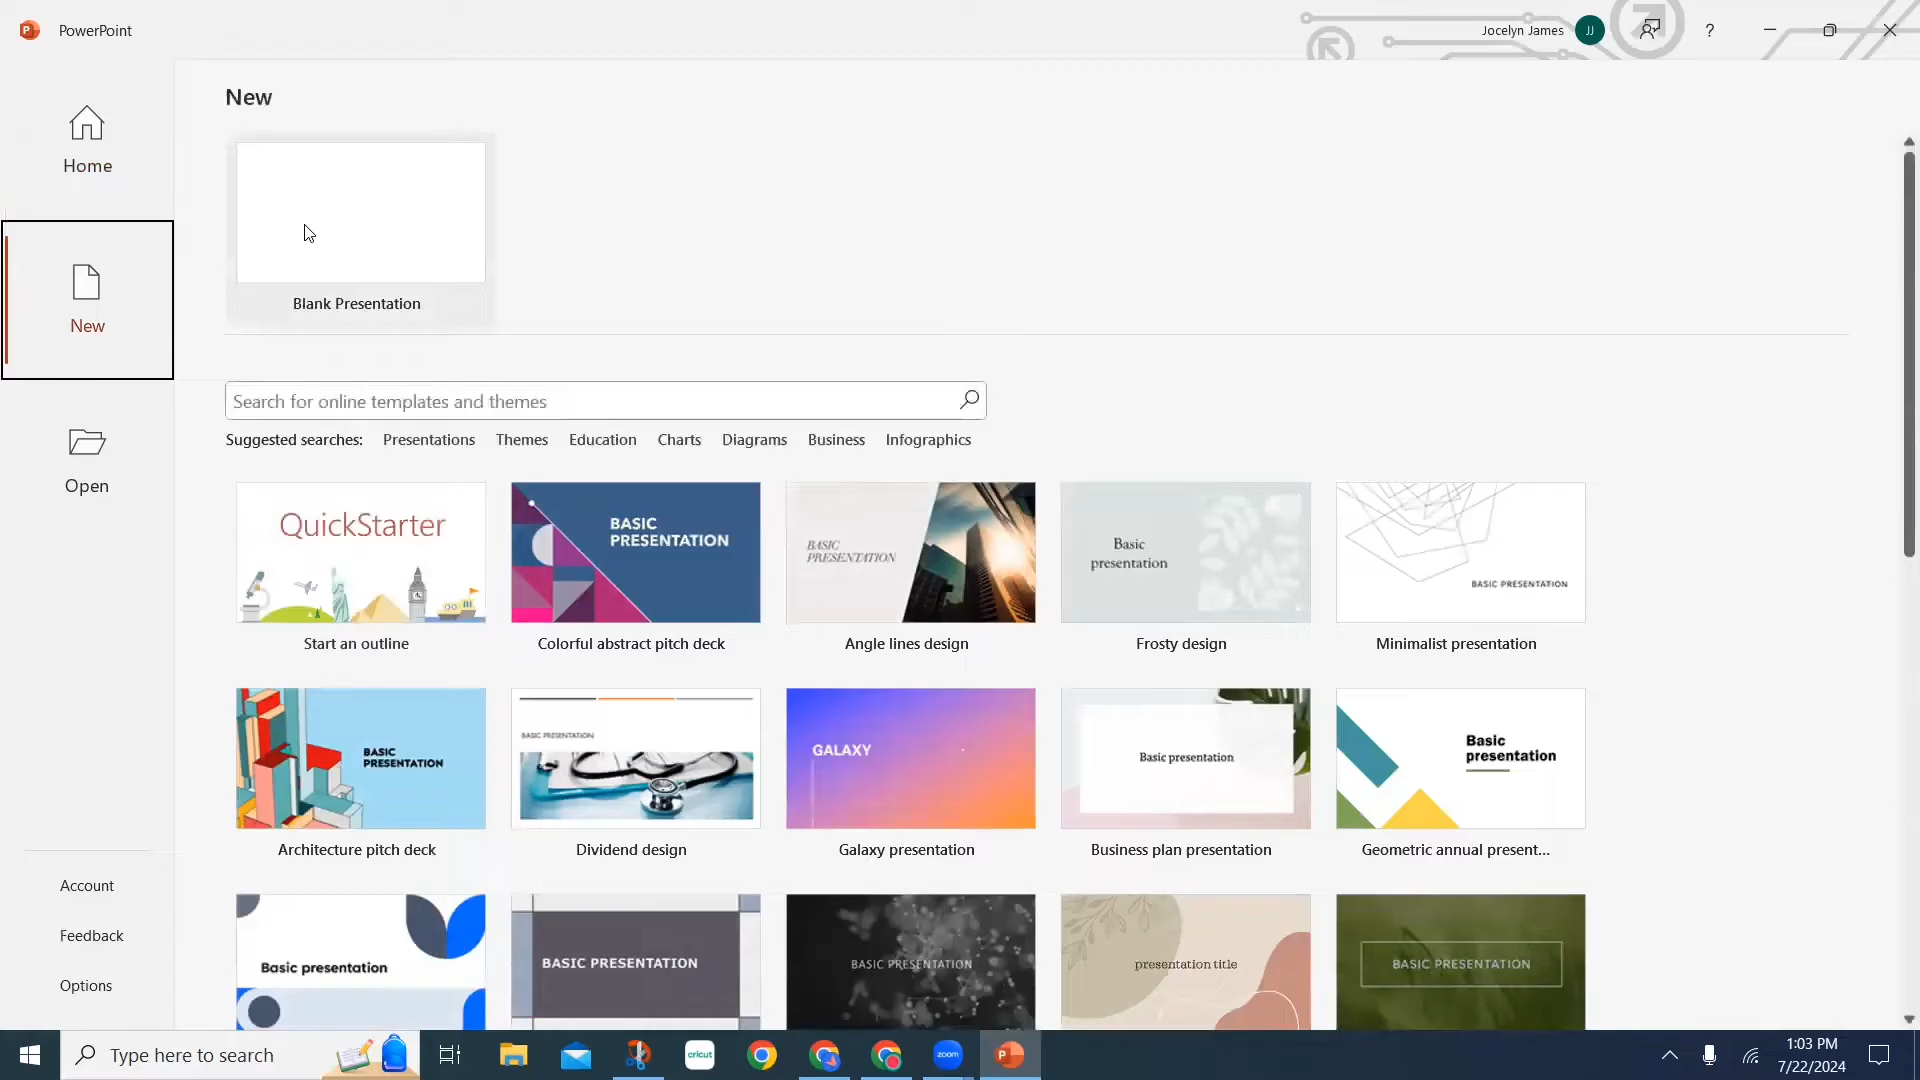 PowerPoint
Jocelyn James
JJ
?
Home
New
Open
Account
Feedback
Options
New
Blank Presentation
Search for online templates and themes
Suggested searches: Presentations Themes Education Charts Diagrams Business Infographics
QuickStarter
BASIC
PRESENTATION
BASIC
PRESENTATION
Basic
presentation
BASIC PRESENTATION
Start an outline
Colorful abstract pitch deck
Angle lines design
Frosty design
Minimalist presentation
BASIC
PRESENTATION
BASIC PRESENTATION
GALAXY
Basic presentation
Basic
presentation
Architecture pitch deck
Dividend design
Galaxy presentation
Business plan presentation
Geometric annual present...
Basic presentation
BASIC PRESENTATION
BASIC PRESENTATION
presentation title
BASIC PRESENTATION
Type here to search
cricut
zoom
P
1:03 PM
7/22/2024